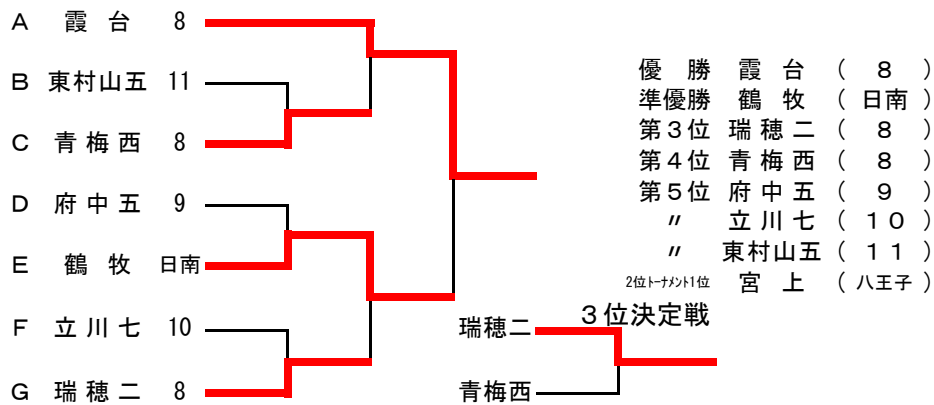 A 霞 台 8
B 東村山五 11
C 青 梅 西 8
D 府 中 五 9
E 鶴 牧 日南
F 立 川 七 10
G 瑞 穂 二 8
優 勝 霞 台 ( 8 )
準優勝 鶴 牧 ( 日南 )
第3位 瑞 穂 二 ( 8 )
第4位 青 梅 西 ( 8 )
第5位 府 中 五 ( 9 )
〃 立 川 七 ( 10 )
〃 東村山五 ( 11 )
2位トーナメント1位 宮 上 ( 八王子 )
3位決定戦
瑞穂二
青梅西